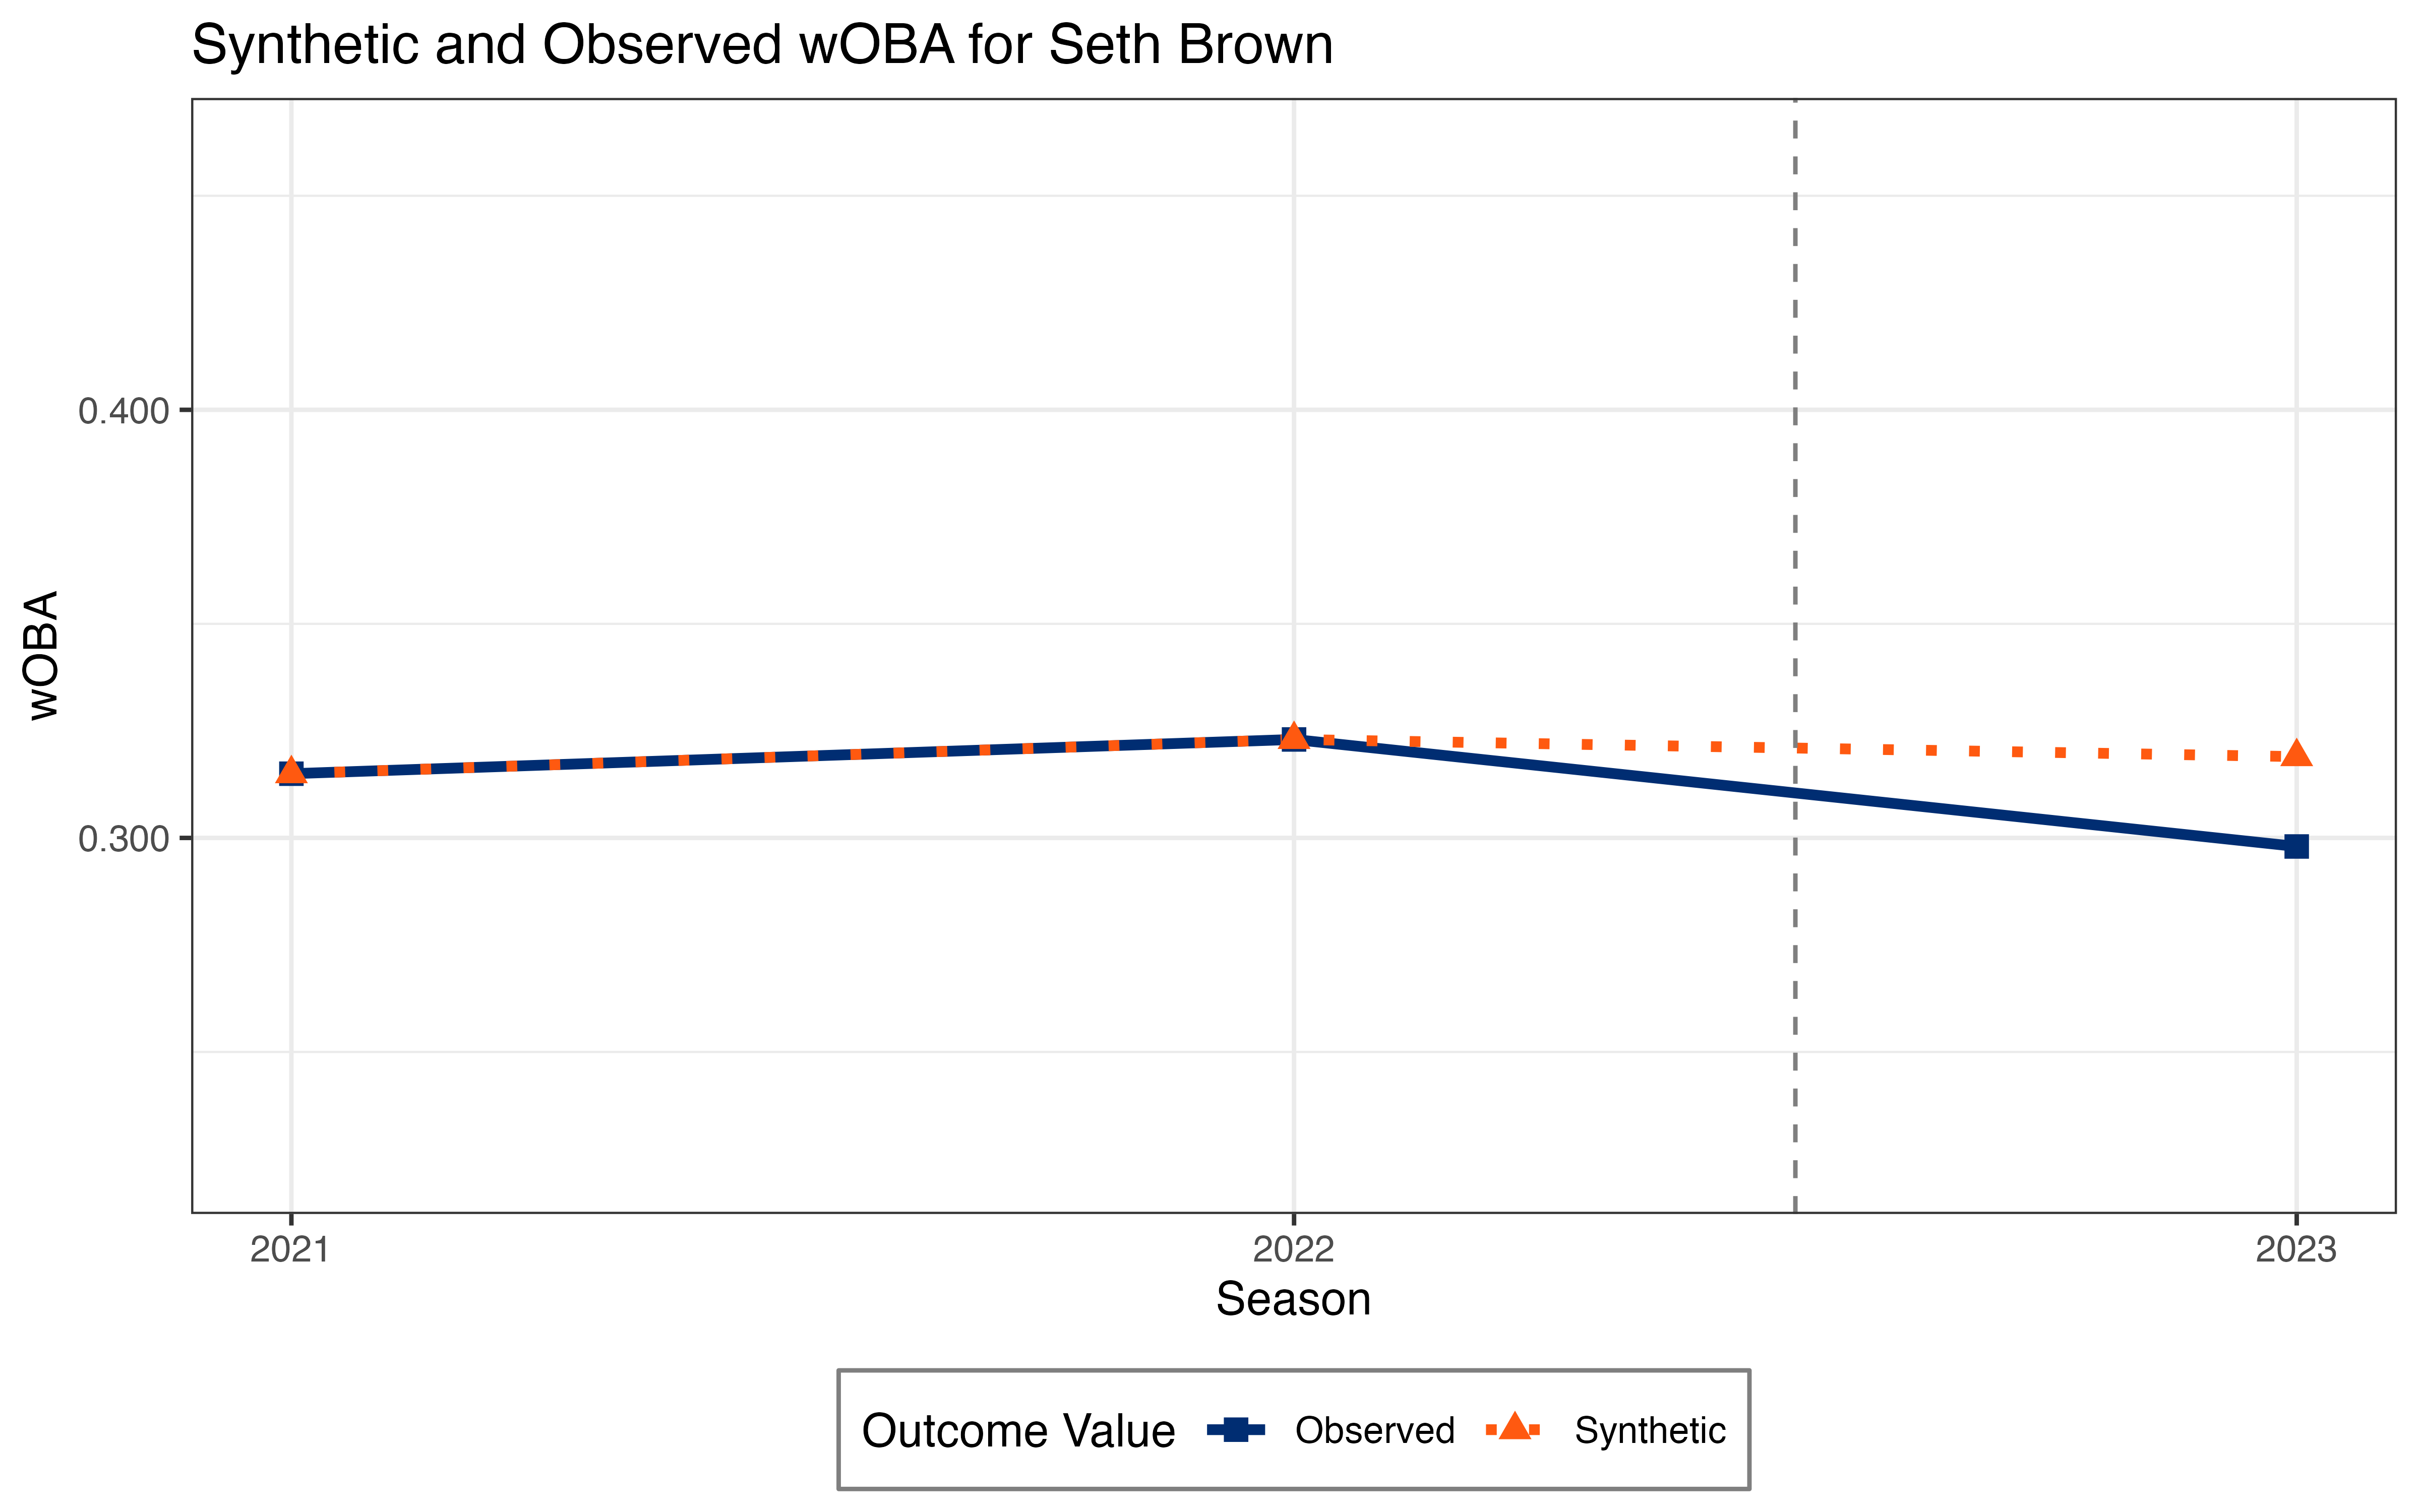 Synthetic and Observed wOBA for Seth Brown
wOBA
0.400
0.300
2021 2022 2023
Season
Outcome Value Observed Synthetic